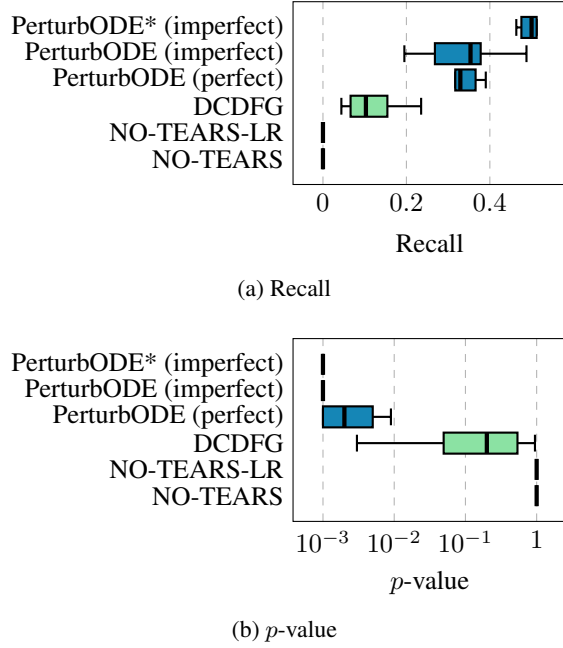 PerturbODE* (imperfect)
PerturbODE (imperfect)
PerturbODE (perfect)
DCDFG
NO-TEARS-LR
NO-TEARS
0 0.2 0.4
Recall
(a) Recall
PerturbODE* (imperfect)
PerturbODE (imperfect)
PerturbODE (perfect)
DCDFG
NO-TEARS-LR
NO-TEARS
10⁻³ 10⁻² 10⁻¹ 1
p-value
(b) p-value